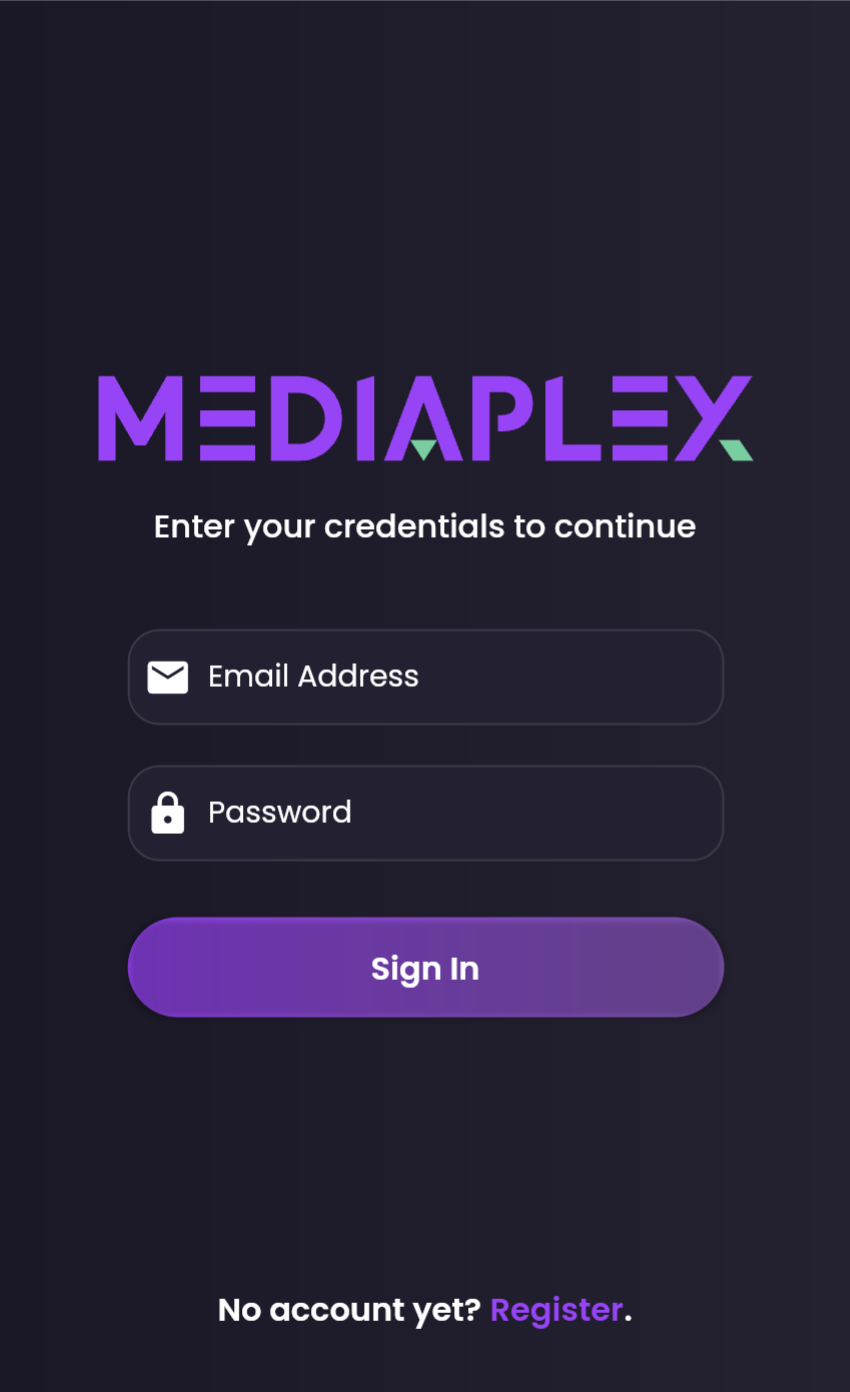 MEDIAPLEX
Enter your credentials to continue
Email Address
Password
Sign In
No account yet? Register.